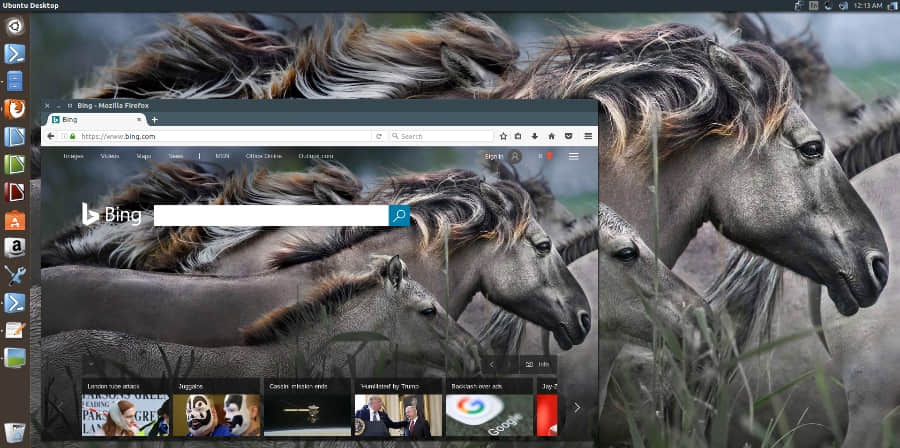 Ubuntu Desktop
12:13 AM
Bing - Mozilla Firefox
Bing
https://www.bing.com
Search
Images Videos Maps News | MSN Office Online Outlook.com
Sign in
Bing
Info
London tube attack
Juggalos
Cassini mission ends
'Humiliated' by Trump
Backlash over ads
Jay-Z
PARSONS GREEN
Google